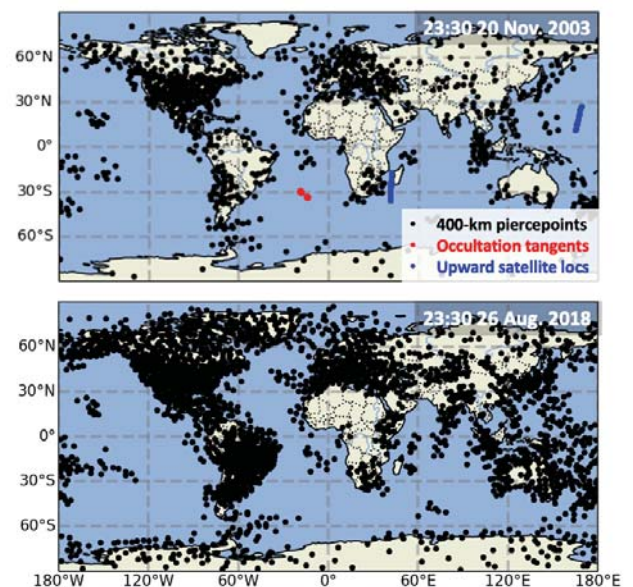 23:30 20 Nov. 2003
60°N
30°N
0°
30°S
60°S
400-km piercepoints
Occultation tangents
Upward satellite locs
23:30 26 Aug. 2018
60°N
30°N
0°
30°S
60°S
180°W 120°W 60°W 0° 60°E 120°E 180°E